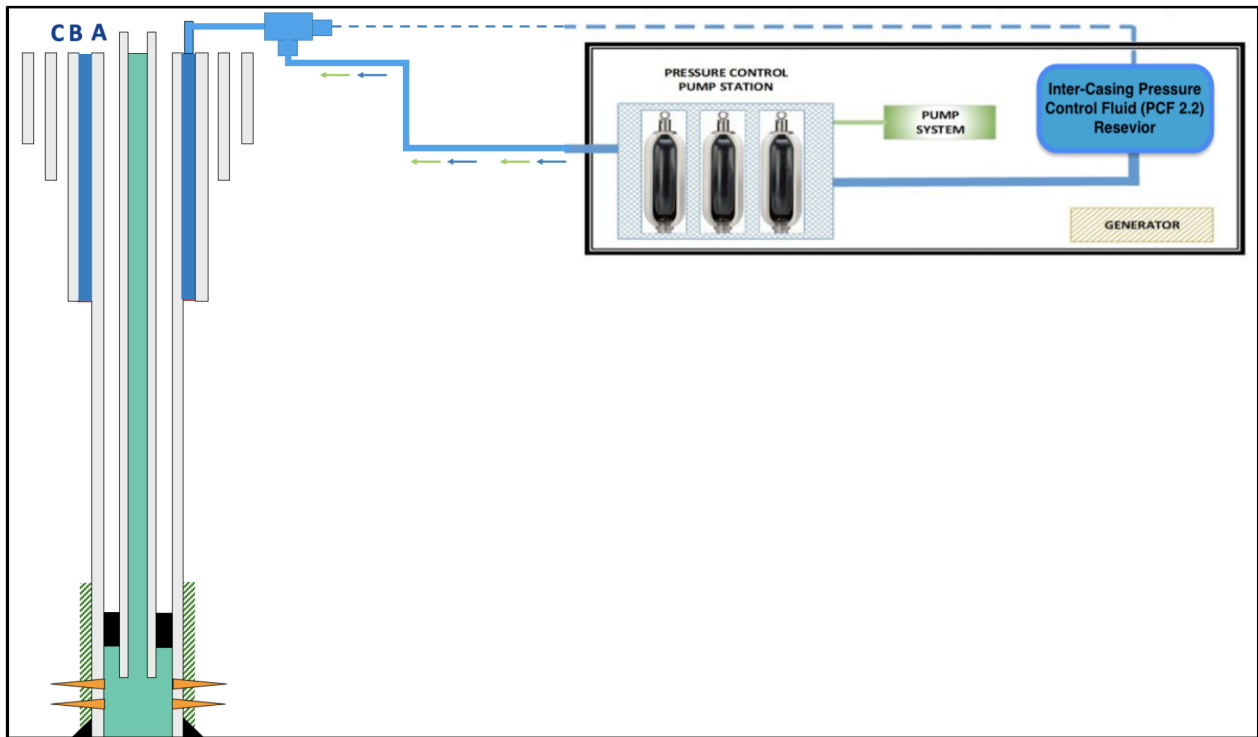 C B A
PRESSURE CONTROL
PUMP STATION
PUMP
SYSTEM
Inter-Casing Pressure
Control Fluid (PCF 2.2)
Resevior
GENERATOR